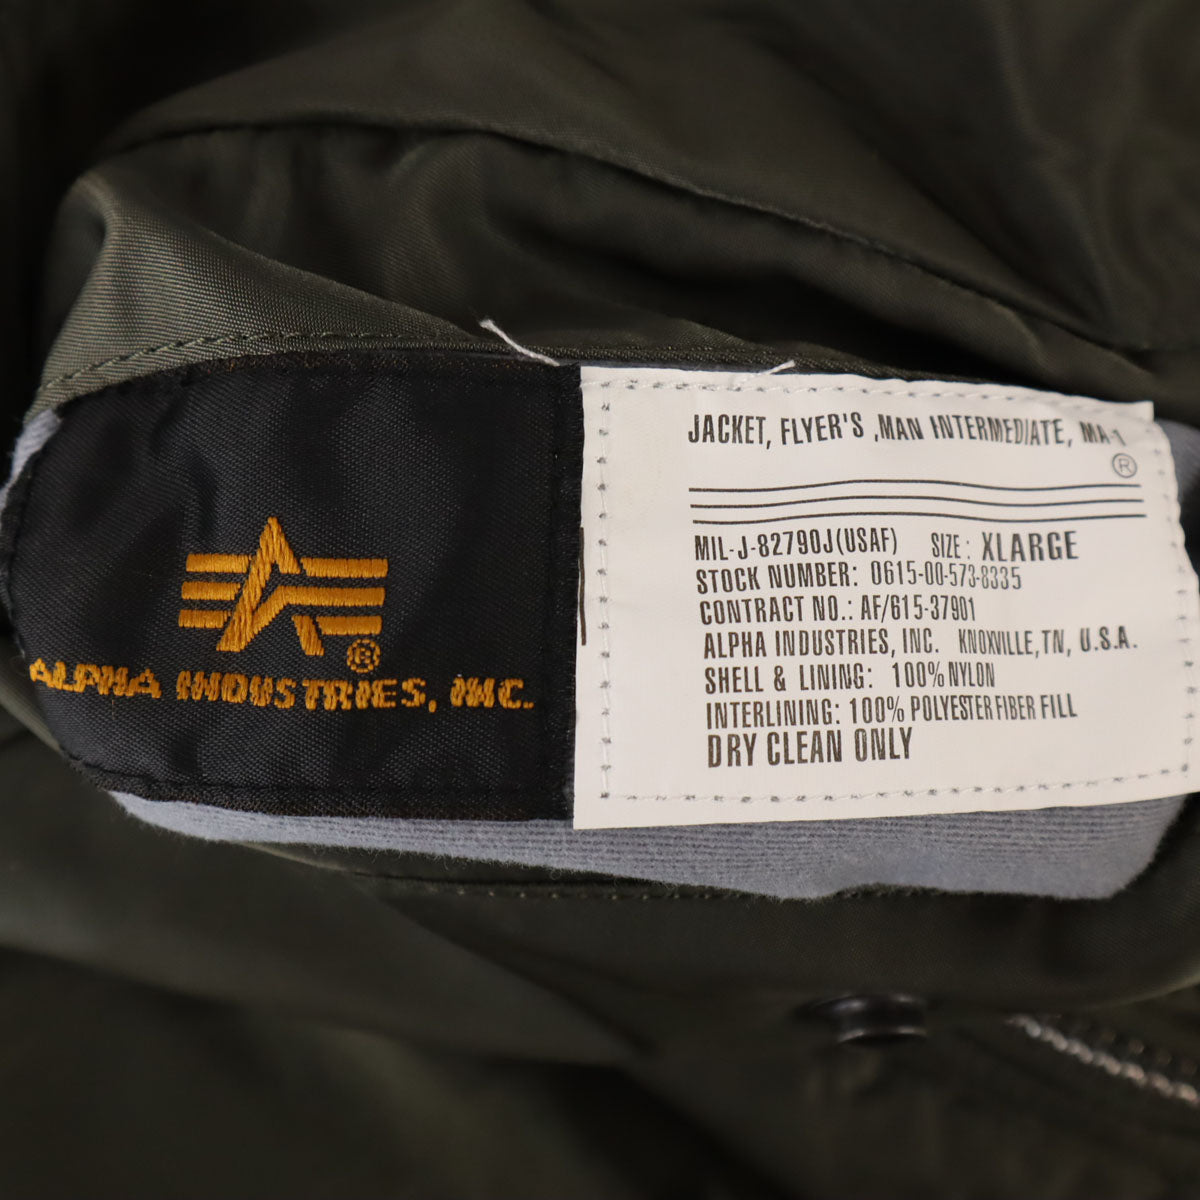 ALPHA INDUSTRIES, INC.
®
JACKET, FLYER'S ,MAN INTERMEDIATE, MA-1
®
MIL-J-82790J(USAF) SIZE: XLARGE
STOCK NUMBER: 0615-00-573-8335
CONTRACT NO.: AF/615-37901
ALPHA INDUSTRIES, INC. KNOXVILLE,TN, U.S.A.
SHELL & LINING: 100% NYLON
INTERLINING: 100% POLYESTER FIBER FILL
DRY CLEAN ONLY